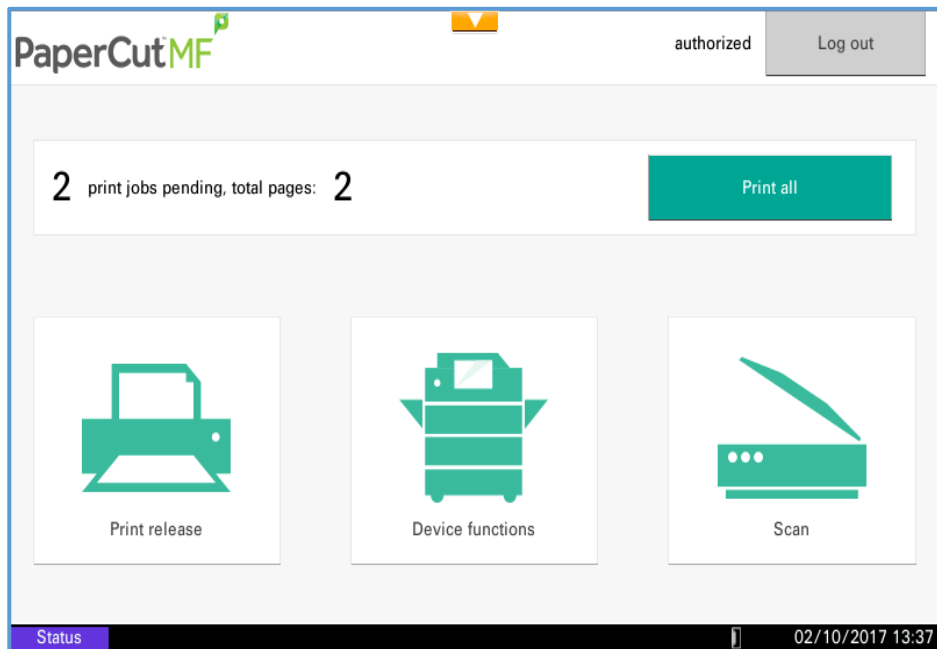 PaperCut™MF
authorized
Log out
2 print jobs pending, total pages: 2
Print all
Print release
Device functions
Scan
Status
02/10/2017 13:37